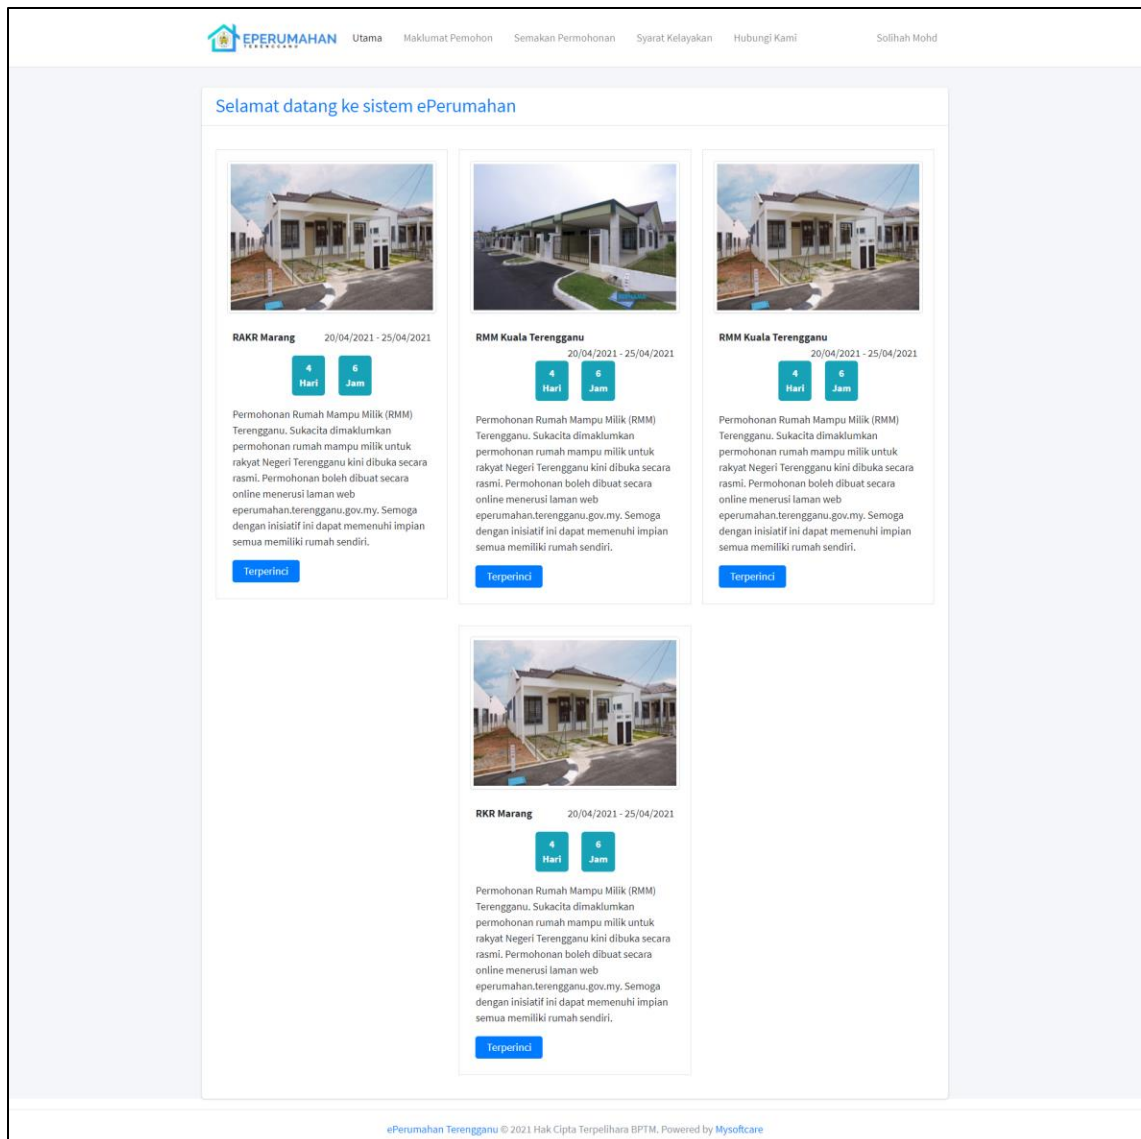 EPERUMAHAN
TERENGGANU
Utama
Maklumat Pemohon
Semakan Permohonan
Syarat Kelayakan
Hubungi Kami
Solihah Mohd
Selamat datang ke sistem ePerumahan
RAKR Marang 20/04/2021 - 25/04/2021
4 6
Hari Jam
Permohonan Rumah Mampu Milik (RMM)
Terengganu. Sukacita dimaklumkan
permohonan rumah mampu milik untuk
rakyat Negeri Terengganu kini dibuka secara
rasmi. Permohonan boleh dibuat secara
online menerusi laman web
eperumahan.terengganu.gov.my. Semoga
dengan inisiatif ini dapat memenuhi impian
semua memiliki rumah sendiri.
Terperinci
RMM Kuala Terengganu
20/04/2021 - 25/04/2021
4 6
Hari Jam
Permohonan Rumah Mampu Milik (RMM)
Terengganu. Sukacita dimaklumkan
permohonan rumah mampu milik untuk
rakyat Negeri Terengganu kini dibuka secara
rasmi. Permohonan boleh dibuat secara
online menerusi laman web
eperumahan.terengganu.gov.my. Semoga
dengan inisiatif ini dapat memenuhi impian
semua memiliki rumah sendiri.
Terperinci
RMM Kuala Terengganu
20/04/2021 - 25/04/2021
4 6
Hari Jam
Permohonan Rumah Mampu Milik (RMM)
Terengganu. Sukacita dimaklumkan
permohonan rumah mampu milik untuk
rakyat Negeri Terengganu kini dibuka secara
rasmi. Permohonan boleh dibuat secara
online menerusi laman web
eperumahan.terengganu.gov.my. Semoga
dengan inisiatif ini dapat memenuhi impian
semua memiliki rumah sendiri.
Terperinci
RKR Marang 20/04/2021 - 25/04/2021
4 6
Hari Jam
Permohonan Rumah Mampu Milik (RMM)
Terengganu. Sukacita dimaklumkan
permohonan rumah mampu milik untuk
rakyat Negeri Terengganu kini dibuka secara
rasmi. Permohonan boleh dibuat secara
online menerusi laman web
eperumahan.terengganu.gov.my. Semoga
dengan inisiatif ini dapat memenuhi impian
semua memiliki rumah sendiri.
Terperinci
ePerumahan Terengganu © 2021 Hak Cipta Terpelihara BPTM. Powered by Mysoftcare